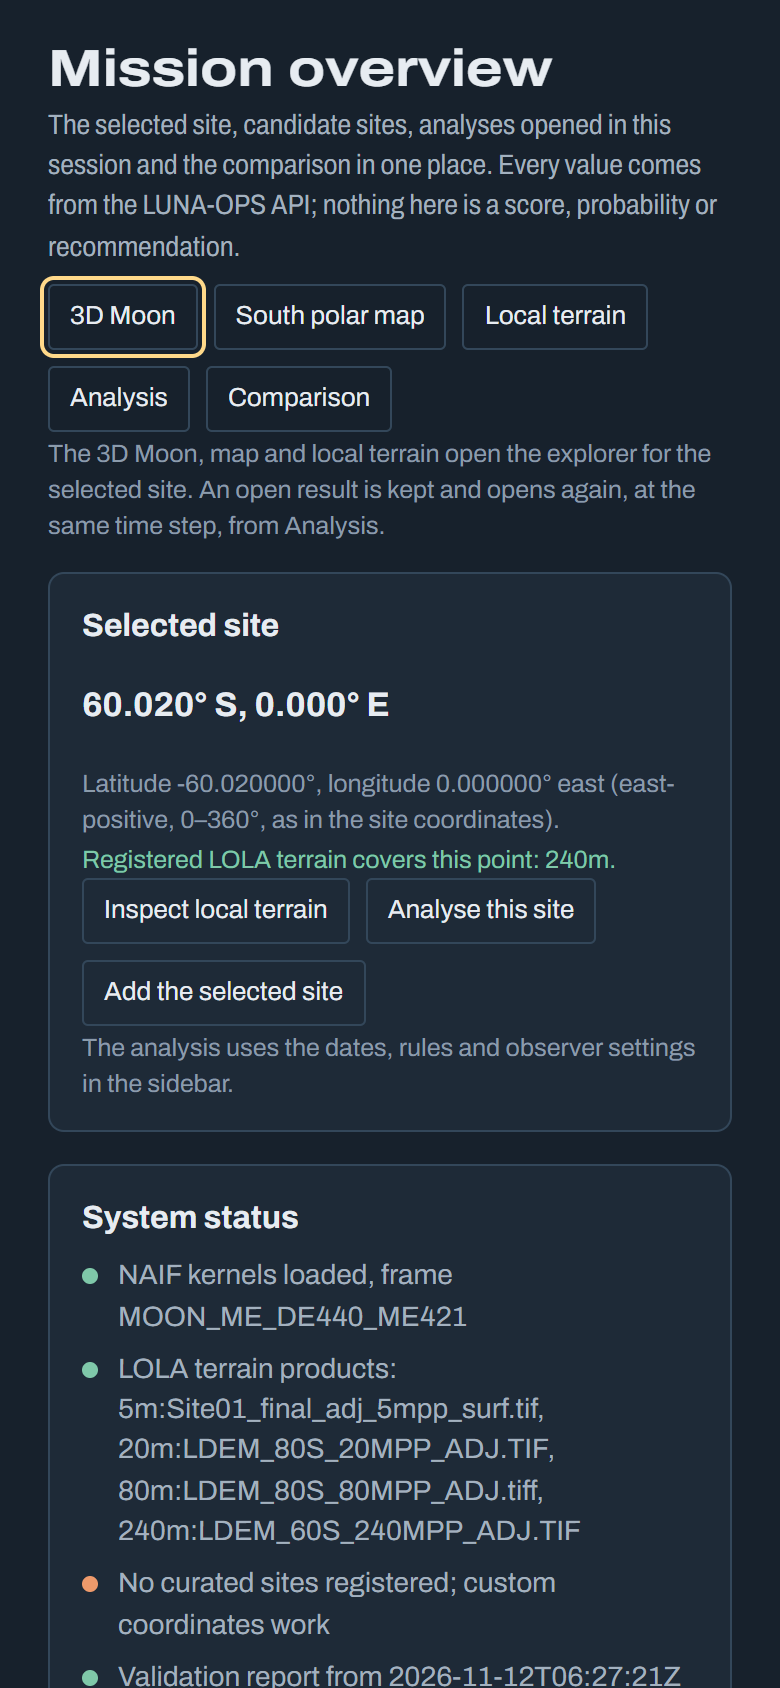 Mission overview
The selected site, candidate sites, analyses opened in this
session and the comparison in one place. Every value comes
from the LUNA-OPS API; nothing here is a score, probability or
recommendation.
3D Moon South polar map Local terrain
Analysis Comparison
The 3D Moon, map and local terrain open the explorer for the
selected site. An open result is kept and opens again, at the
same time step, from Analysis.
Selected site
60.020° S, 0.000° E
Latitude -60.020000°, longitude 0.000000° east (east-
positive, 0–360°, as in the site coordinates).
Registered LOLA terrain covers this point: 240m.
Inspect local terrain Analyse this site
Add the selected site
The analysis uses the dates, rules and observer settings
in the sidebar.
System status
NAIF kernels loaded, frame
MOON_ME_DE440_ME421
LOLA terrain products:
5m:Site01_final_adj_5mpp_surf.tif,
20m:LDEM_80S_20MPP_ADJ.TIF,
80m:LDEM_80S_80MPP_ADJ.tiff,
240m:LDEM_60S_240MPP_ADJ.TIF
No curated sites registered; custom
coordinates work
Validation report from 2026-11-12T06:27:21Z